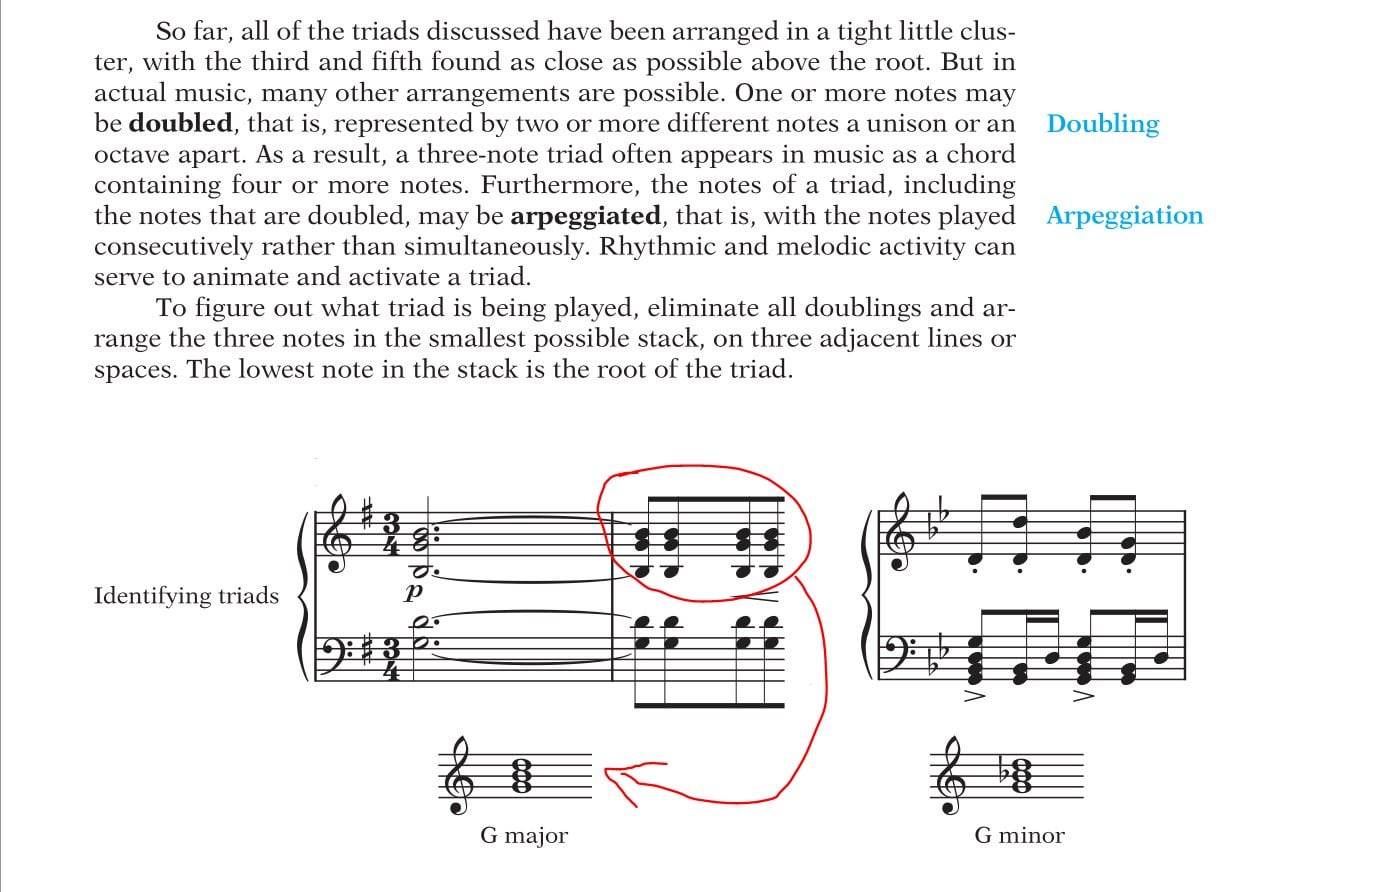 So far, all of the triads discussed have been arranged in a tight little clus-
ter, with the third and fifth found as close as possible above the root. But in
actual music, many other arrangements are possible. One or more notes may
be doubled, that is, represented by two or more different notes a unison or an
Doubling
octave apart. As a result, a three-note triad often appears in music as a chord
containing four or more notes. Furthermore, the notes of a triad, including
the notes that are doubled, may be arpeggiated, that is, with the notes played
Arpeggiation
consecutively rather than simultaneously. Rhythmic and melodic activity can
serve to animate and activate a triad.
To figure out what triad is being played, eliminate all doublings and ar-
range the three notes in the smallest possible stack, on three adjacent lines or
spaces. The lowest note in the stack is the root of the triad.
3
4
Identifying triads
p
3
4
G major
G minor